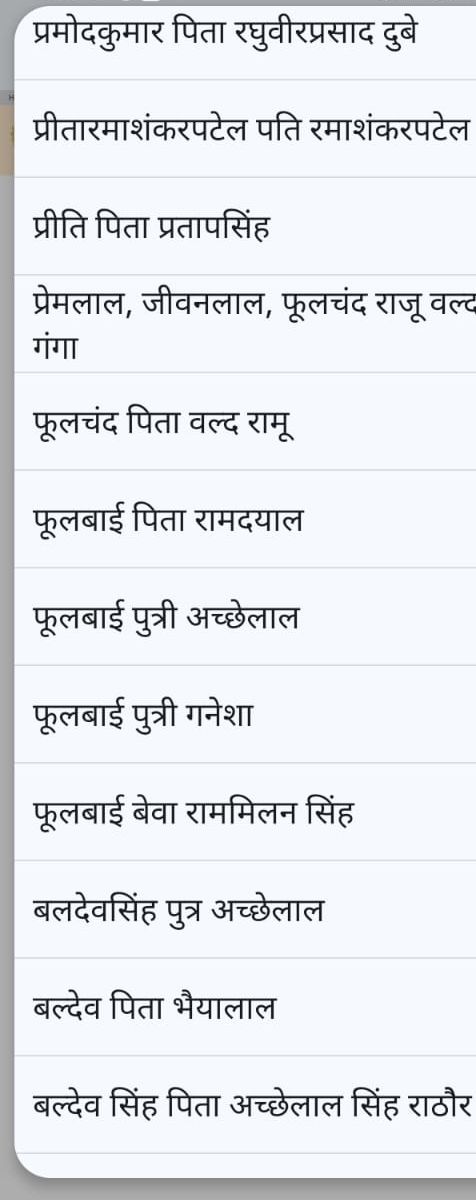 प्रमोदकुमार पिता रघुवीरप्रसाद दुबे
प्रीतारमाशंकरपटेल पति रमाशंकरपटेल
प्रीति पिता प्रतापसिंह
प्रेमलाल, जीवनलाल, फूलचंद राजू वल्द
गंगा
फूलचंद पिता वल्द रामू
फूलबाई पिता रामदयाल
फूलबाई पुत्री अच्छेलाल
फूलबाई पुत्री गनेशा
फूलबाई बेवा राममिलन सिंह
बलदेवसिंह पुत्र अच्छेलाल
बल्देव पिता भैयालाल
बल्देव सिंह पिता अच्छेलाल सिंह राठौर